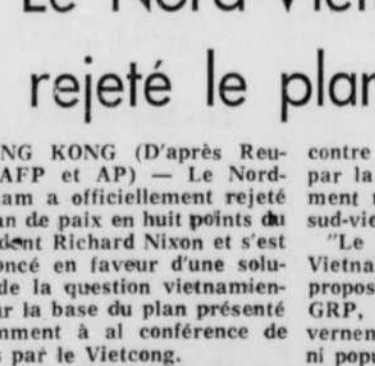 Le Nord-Viet
rejeté le plan
NG KONG (D'après Reu-
AFP et AP) — Le Nord-
am a officiellement rejeté
an de paix en huit points du
dent Richard Nixon et s'est
oncé en faveur d'une solu-
de la question vietnamien-
ur la base du plan présenté
mment à al conférence de
s par le Vietcong.
contre
par la
ment
sud-vie
"Le
Vietna
propos
GRP,
vernen
ni popu